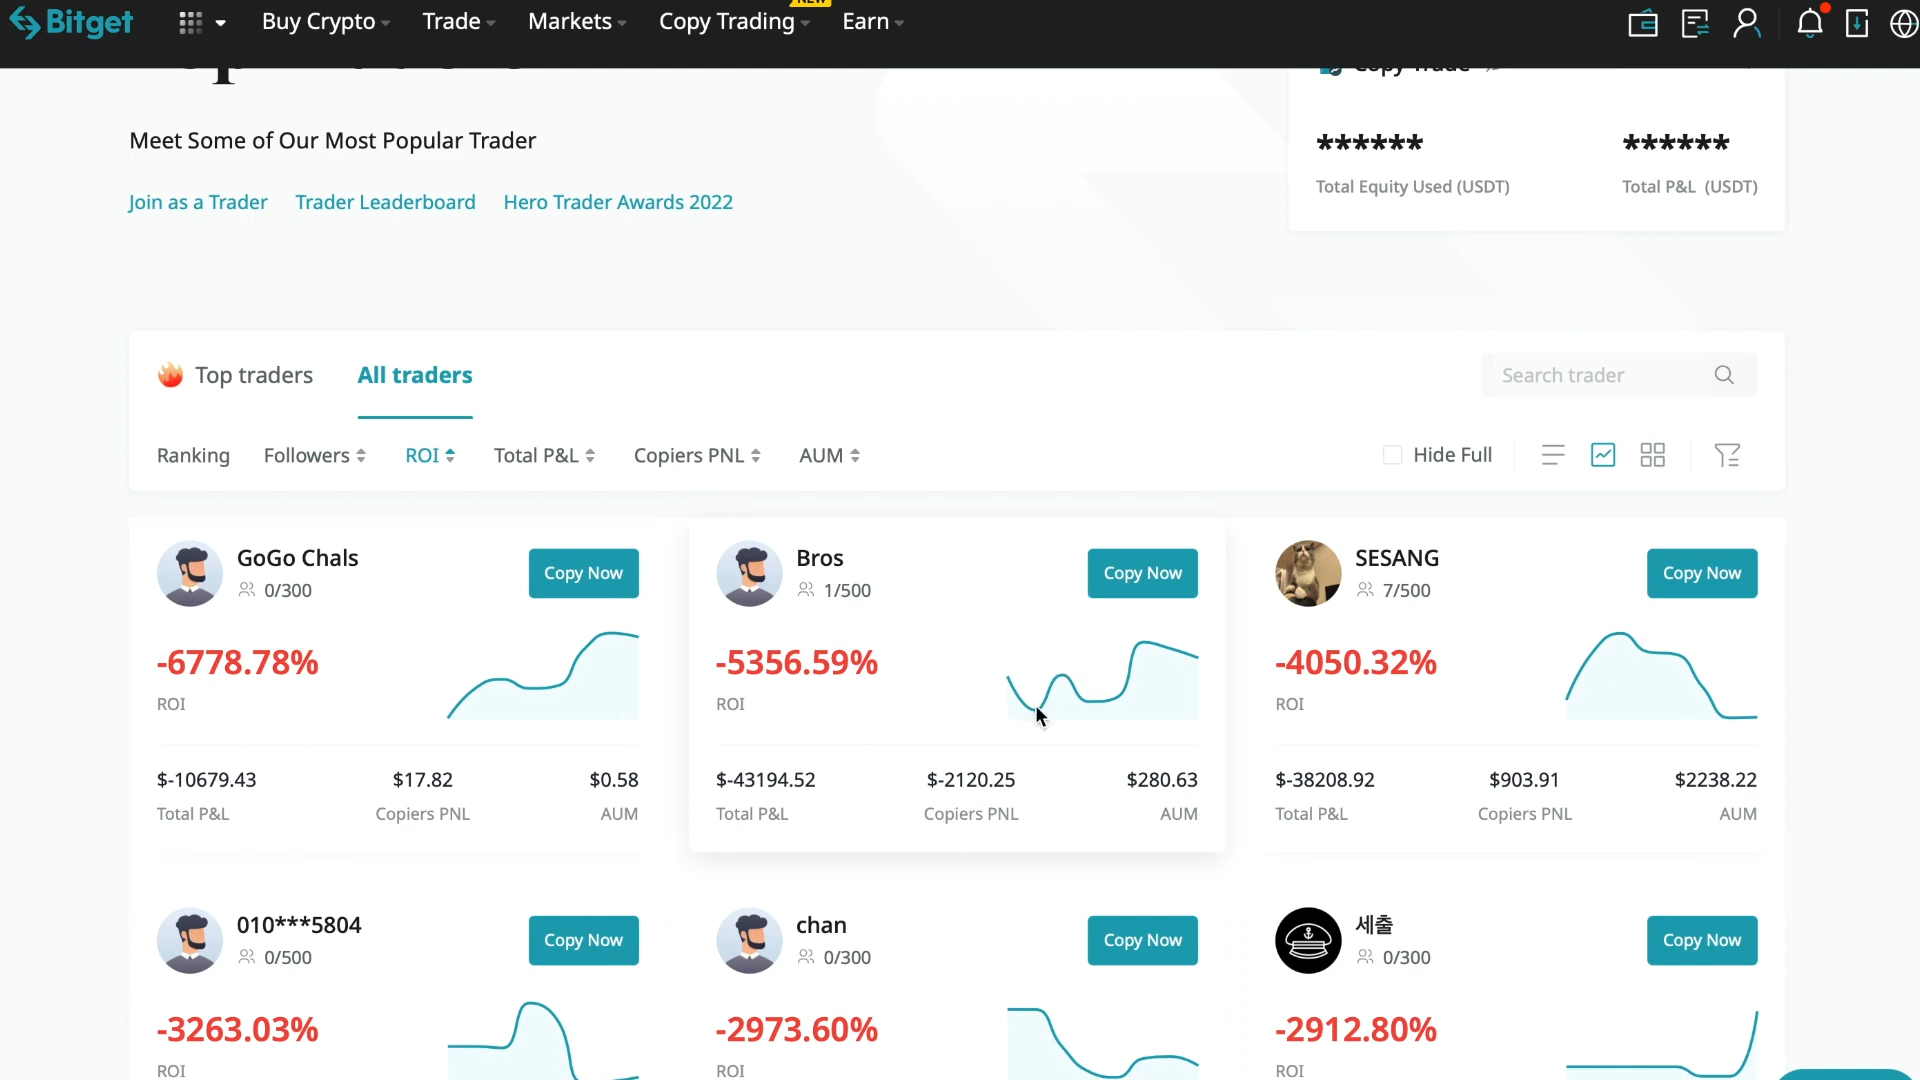 Bitget
Buy Crypto
Trade
Markets
Copy Trading
NEW
Earn
Copy Trade
Meet Some of Our Most Popular Trader
****** ******
Total Equity Used (USDT) Total P&L (USDT)
Join as a Trader Trader Leaderboard Hero Trader Awards 2022
Top traders All traders
Search trader
Ranking Followers ROI Total P&L Copiers PNL AUM
Hide Full
GoGo Chals
0/300
Copy Now
-6778.78%
ROI
$-10679.43 $17.82 $0.58
Total P&L Copiers PNL AUM
Bros
1/500
Copy Now
-5356.59%
ROI
$-43194.52 $-2120.25 $280.63
Total P&L Copiers PNL AUM
SESANG
7/500
Copy Now
-4050.32%
ROI
$-38208.92 $903.91 $2238.22
Total P&L Copiers PNL AUM
010***5804
0/500
Copy Now
-3263.03%
ROI
chan
0/300
Copy Now
-2973.60%
ROI
세출
0/300
Copy Now
-2912.80%
ROI